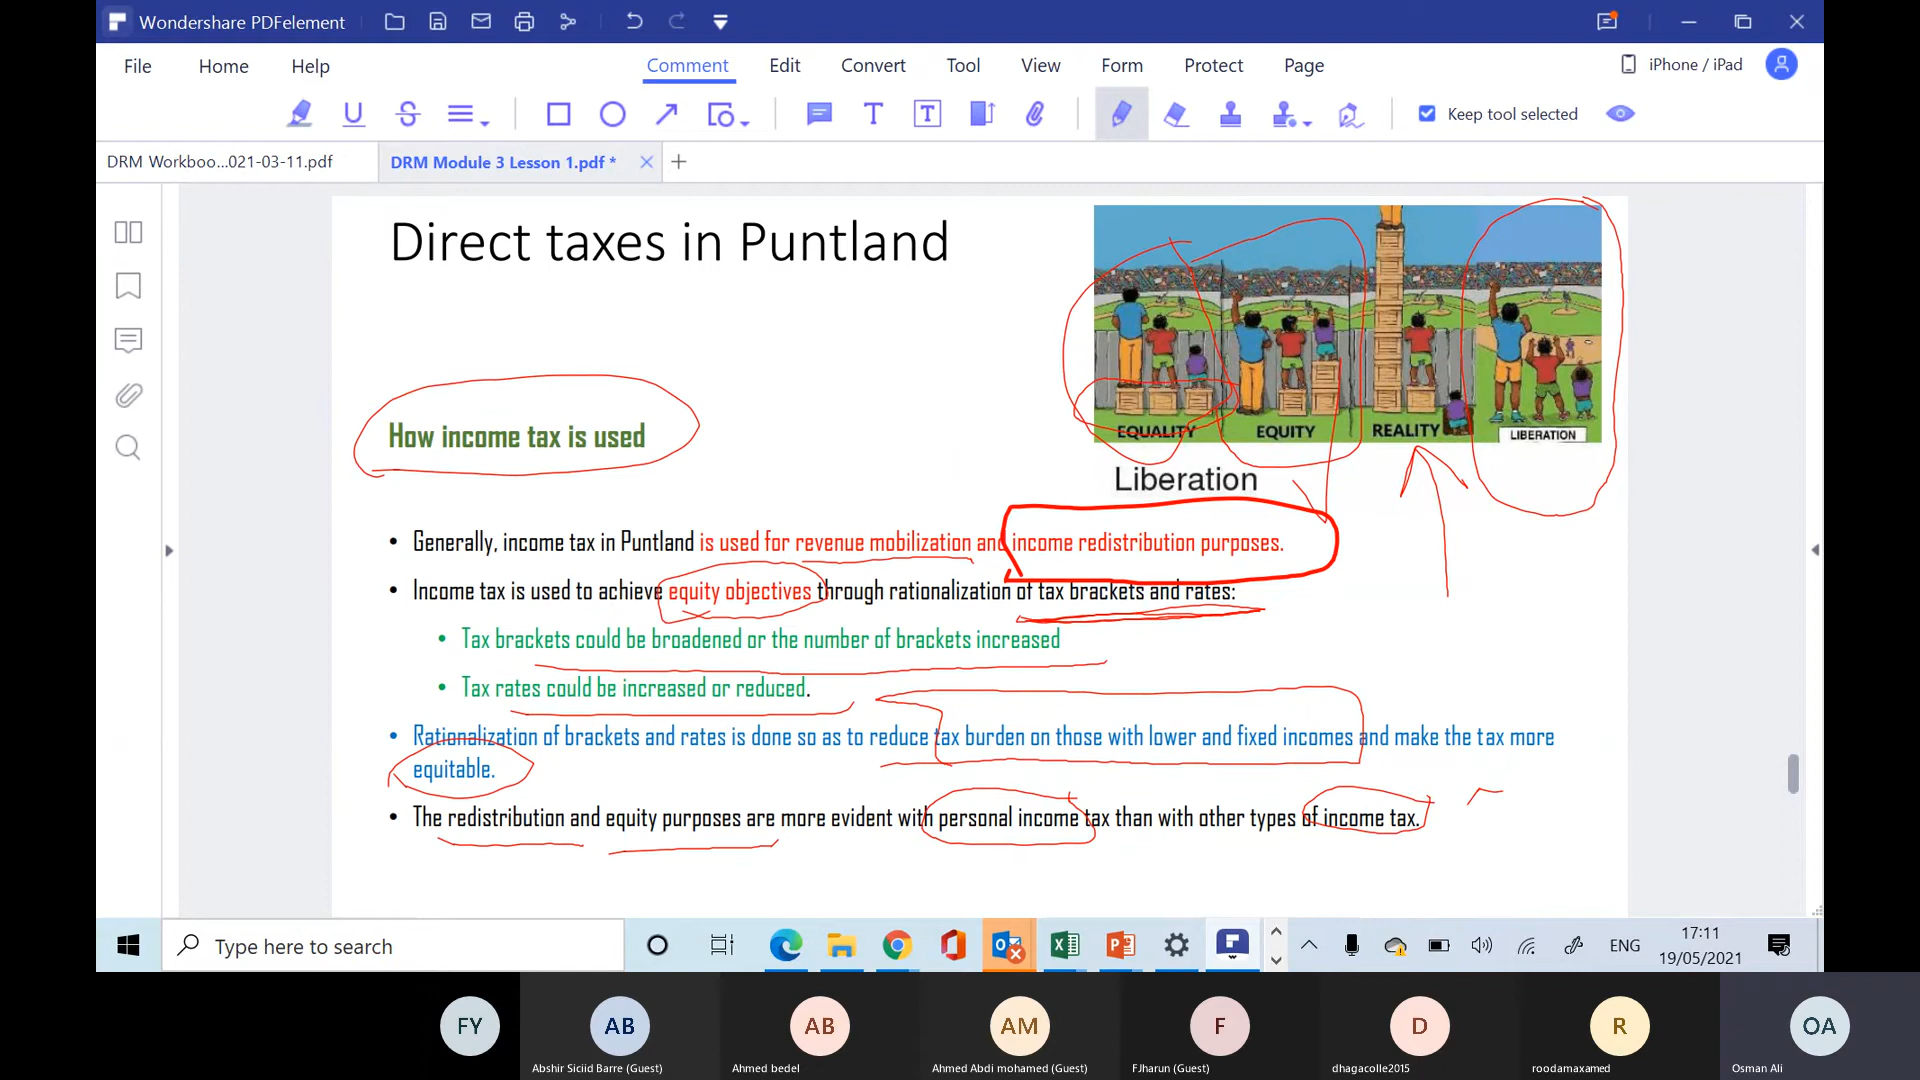 Wondershare PDFelement
File Home Help Comment Edit Convert Tool View Form Protect Page iPhone / iPad
Keep tool selected
DRM Workboo...021-03-11.pdf DRM Module 3 Lesson 1.pdf *
Direct taxes in Puntland
EQUALITY EQUITY REALITY LIBERATION
How income tax is used
Liberation
• Generally, income tax in Puntland is used for revenue mobilization and income redistribution purposes.
• Income tax is used to achieve equity objectives through rationalization of tax brackets and rates:
• Tax brackets could be broadened or the number of brackets increased
• Tax rates could be increased or reduced.
• Rationalization of brackets and rates is done so as to reduce tax burden on those with lower and fixed incomes and make the tax more
equitable.
• The redistribution and equity purposes are more evident with personal income tax than with other types of income tax.
Type here to search
ENG
17:11
19/05/2021
FY AB AB AM F D R OA
Abshir Siciid Barre (Guest) Ahmed bedel Ahmed Abdi mohamed (Guest) FJharun (Guest) dhagacolle2015 roodamaxamed Osman Ali